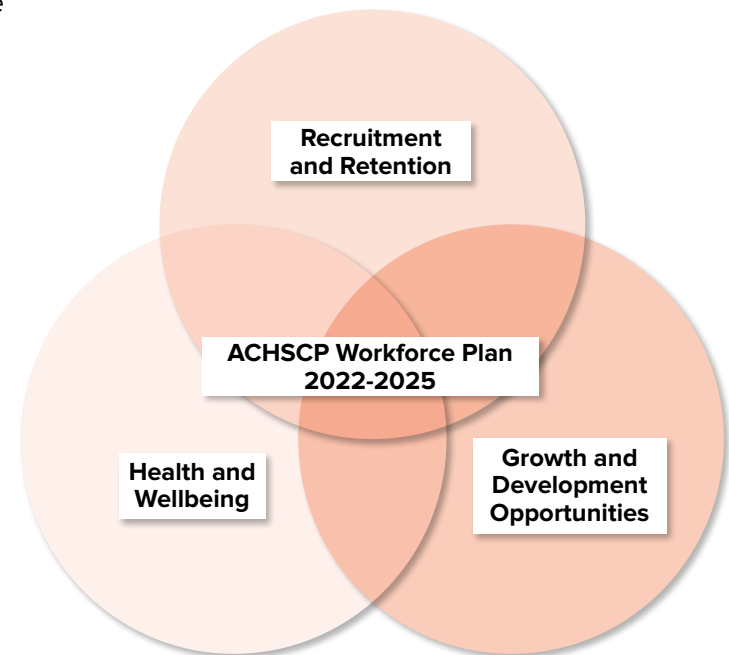 e
Recruitment
and Retention
ACHSCP Workforce Plan
2022-2025
Health and
Wellbeing
Growth and
Development
Opportunities